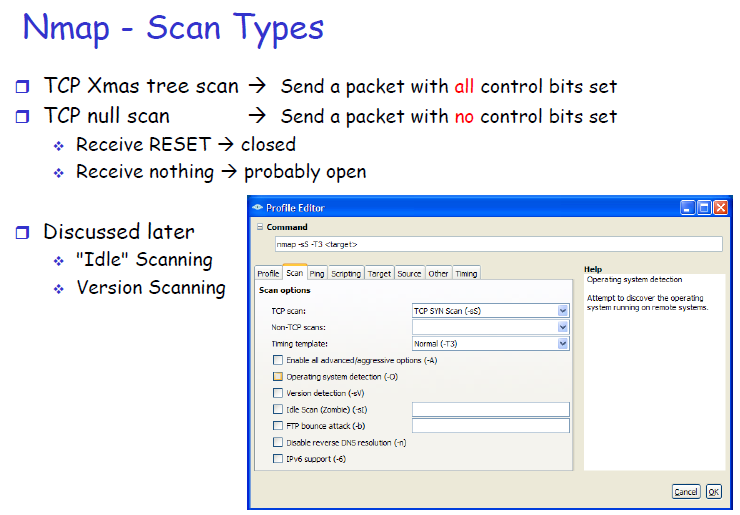 Nmap - Scan Types
TCP Xmas tree scan → Send a packet with all control bits set
TCP null scan → Send a packet with no control bits set
Receive RESET → closed
Receive nothing → probably open
Discussed later
"Idle" Scanning
Version Scanning
Profile Editor
Command
nmap -sS -T3 <target>
Profile Scan Ping Scripting Target Source Other Timing
Scan options
TCP scan: TCP SYN Scan (-sS)
Non-TCP scans:
Timing template: Normal (-T3)
Enable all advanced/aggressive options (-A)
Operating system detection (-O)
Version detection (-sV)
Idle Scan (Zombie) (-sI)
FTP bounce attack (-b)
Disable reverse DNS resolution (-n)
IPv6 support (-6)
Help
Operating system detection
Attempt to discover the operating
system running on remote systems.
Cancel OK